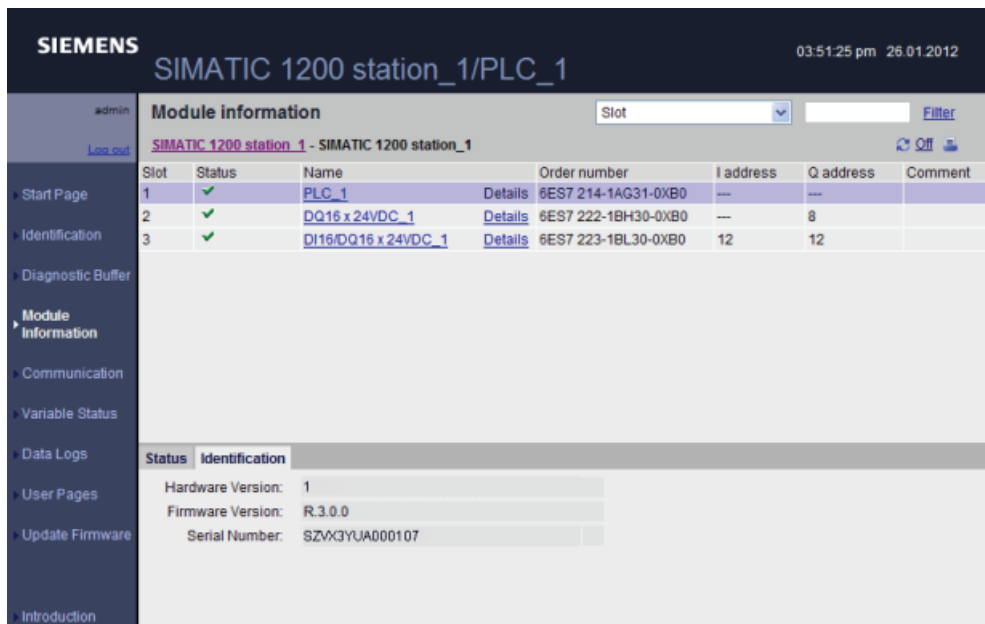 SIEMENS
SIMATIC 1200 station_1/PLC_1
03:51:25 pm 26.01.2012
admin
Log out
Start Page
Identification
Diagnostic Buffer
Module
Information
Communication
Variable Status
Data Logs
User Pages
Update Firmware
Introduction
Module information
Slot
Filter
SIMATIC 1200 station_1 - SIMATIC 1200 station_1
Off
Slot Status Name Order number I address Q address Comment
1 PLC_1 Details 6ES7 214-1AG31-0XB0 --- ---
2 DQ16 x 24VDC_1 Details 6ES7 222-1BH30-0XB0 --- 8
3 DI16/DQ16 x 24VDC_1 Details 6ES7 223-1BL30-0XB0 12 12
Status Identification
Hardware Version: 1
Firmware Version: R.3.0.0
Serial Number: SZVX3YUA000107